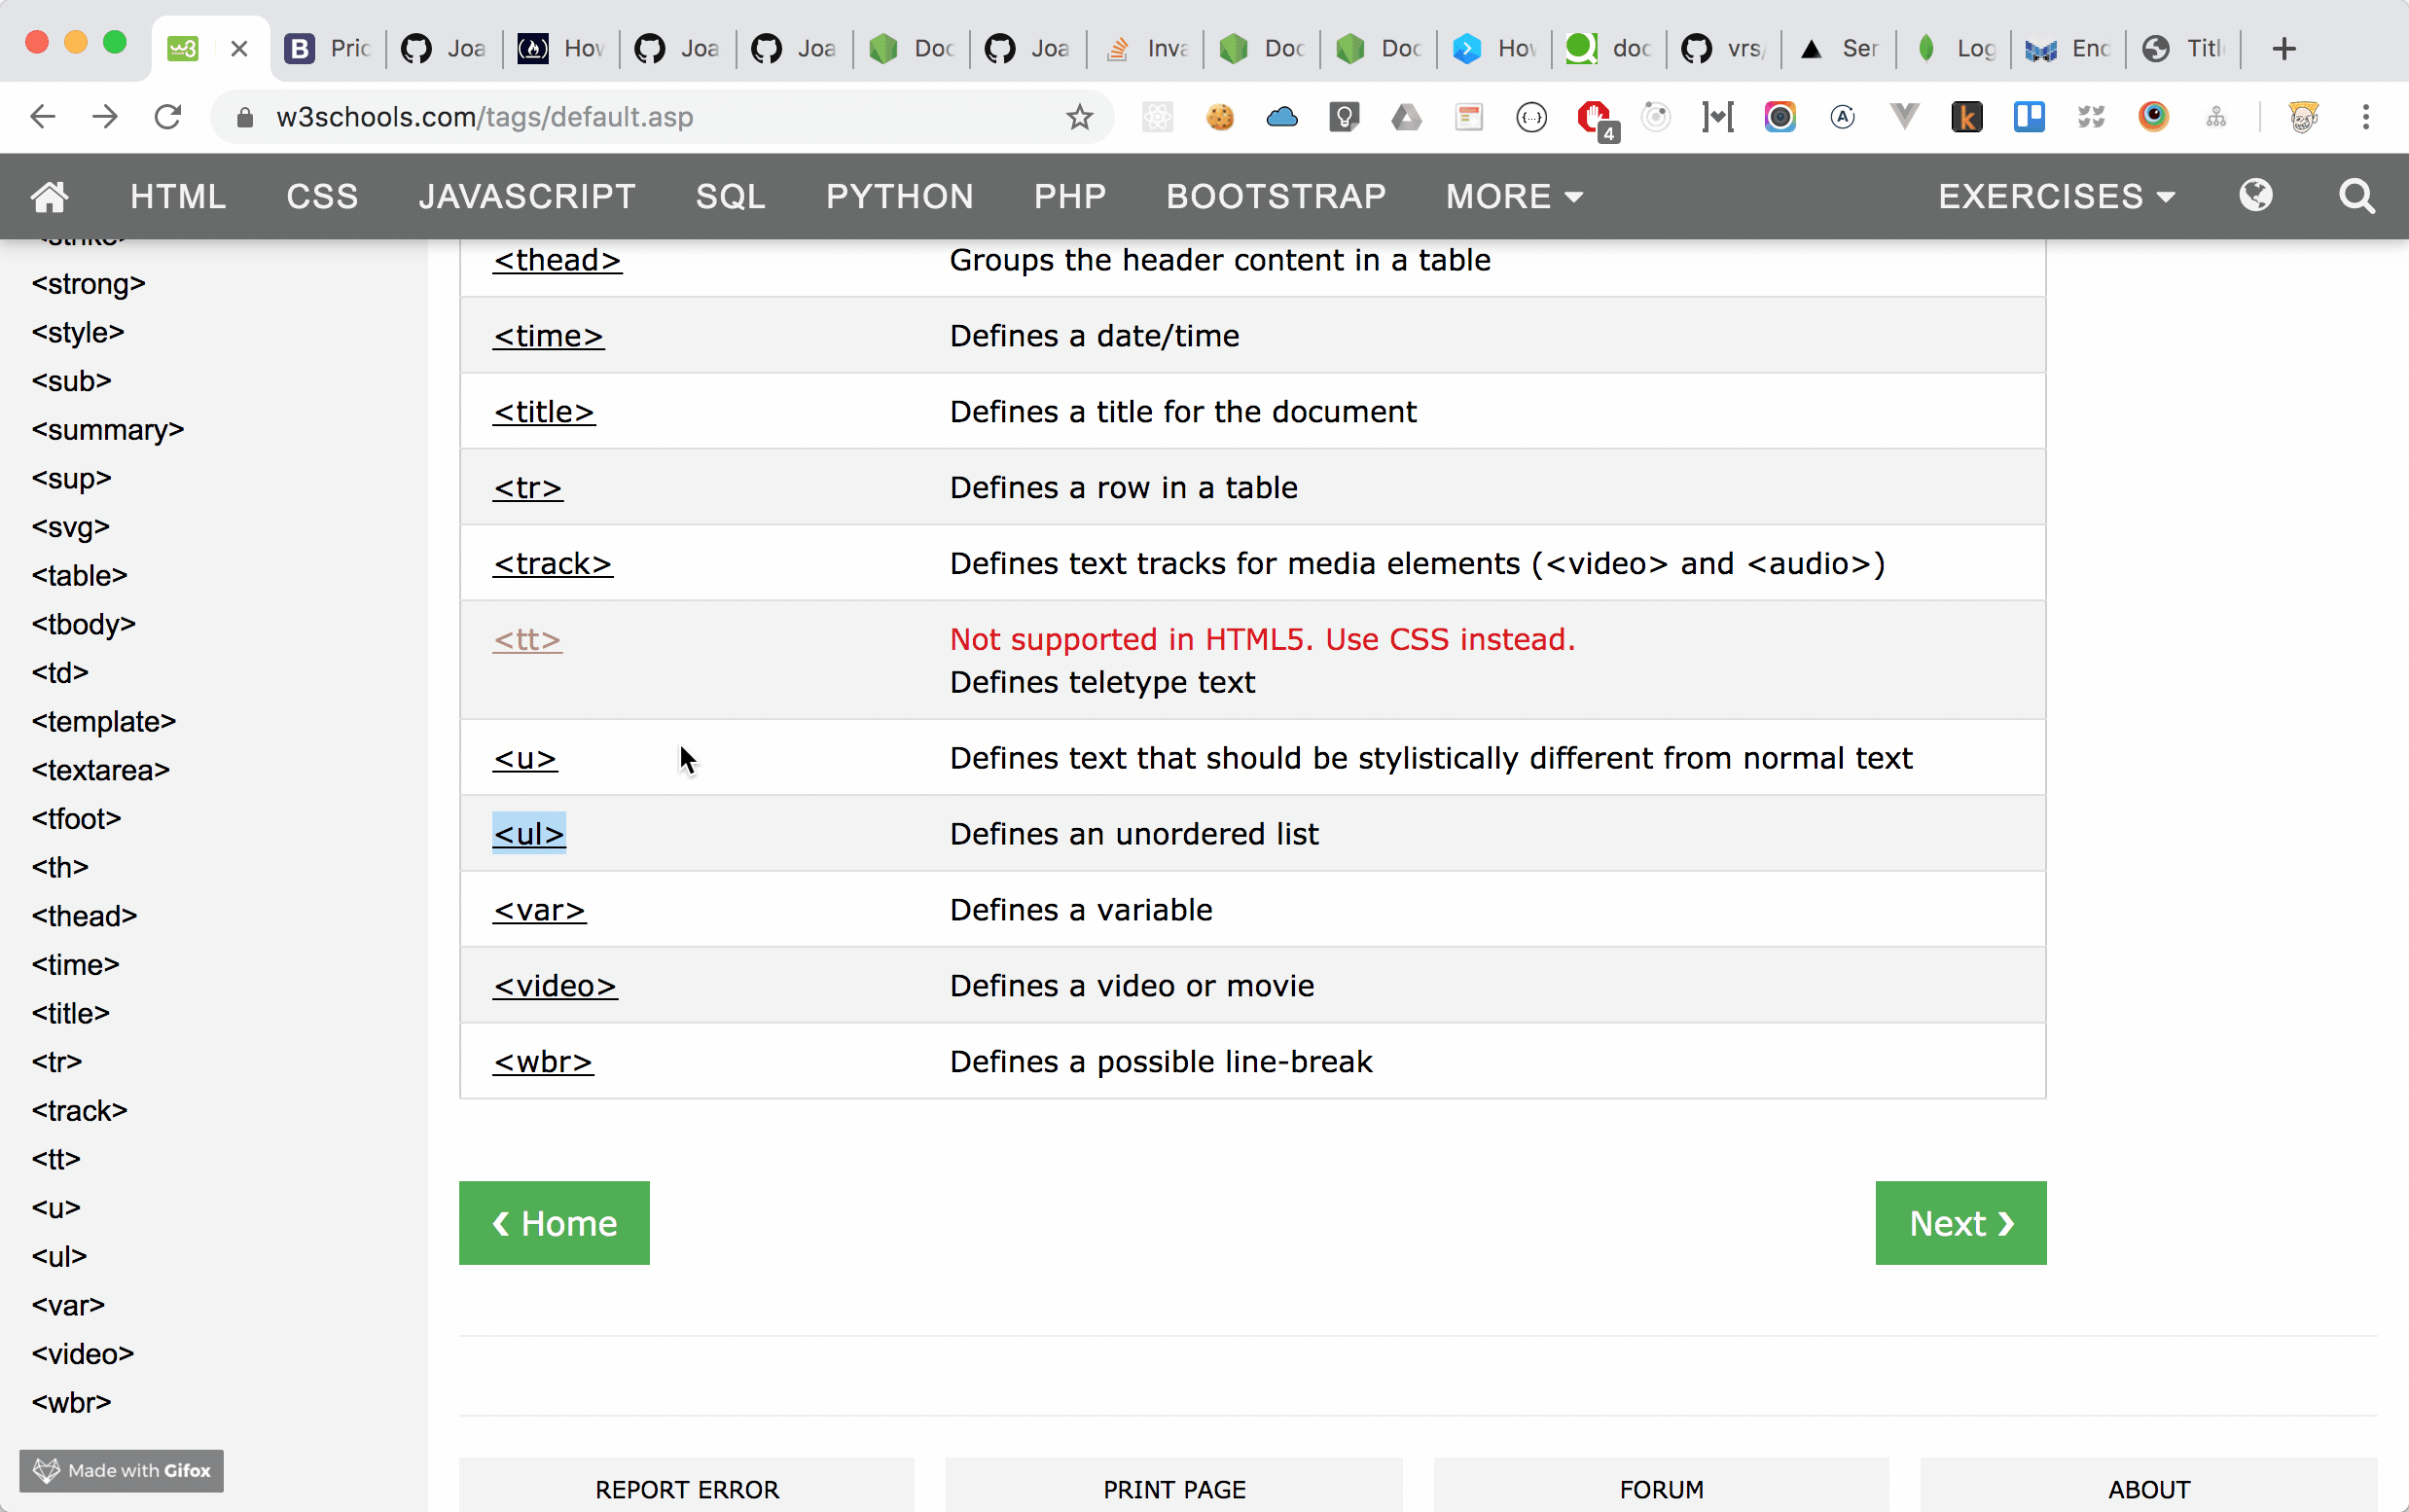 Pric
Joa
How
Joa
Joa
Doc
Joa
Inva
Doc
Doc
How
doc
vrs/
Ser
Log
End
Title
w3schools.com/tags/default.asp
4
HTML CSS JAVASCRIPT SQL PYTHON PHP BOOTSTRAP MORE EXERCISES
<strike>
<strong>
<style>
<sub>
<summary>
<sup>
<svg>
<table>
<tbody>
<td>
<template>
<textarea>
<tfoot>
<th>
<thead>
<time>
<title>
<tr>
<track>
<tt>
<u>
<ul>
<var>
<video>
<wbr>
<thead> Groups the header content in a table
<time> Defines a date/time
<title> Defines a title for the document
<tr> Defines a row in a table
<track> Defines text tracks for media elements (<video> and <audio>)
<tt> Not supported in HTML5. Use CSS instead.
Defines teletype text
<u> Defines text that should be stylistically different from normal text
<ul> Defines an unordered list
<var> Defines a variable
<video> Defines a video or movie
<wbr> Defines a possible line-break
❮ Home Next ❯
REPORT ERROR PRINT PAGE FORUM ABOUT
Made with Gifox